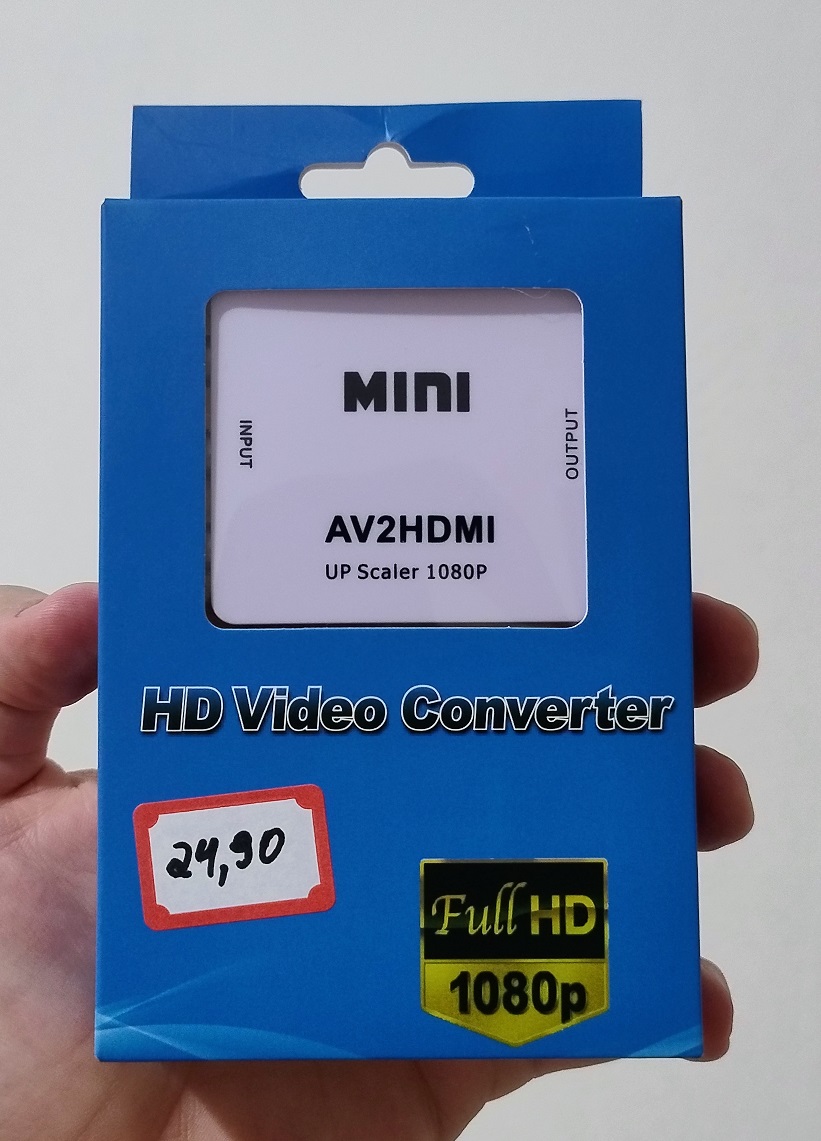 MINI
INPUT
OUTPUT
AV2HDMI
UP Scaler 1080P
HD Video Converter
24,90
Full HD
1080p